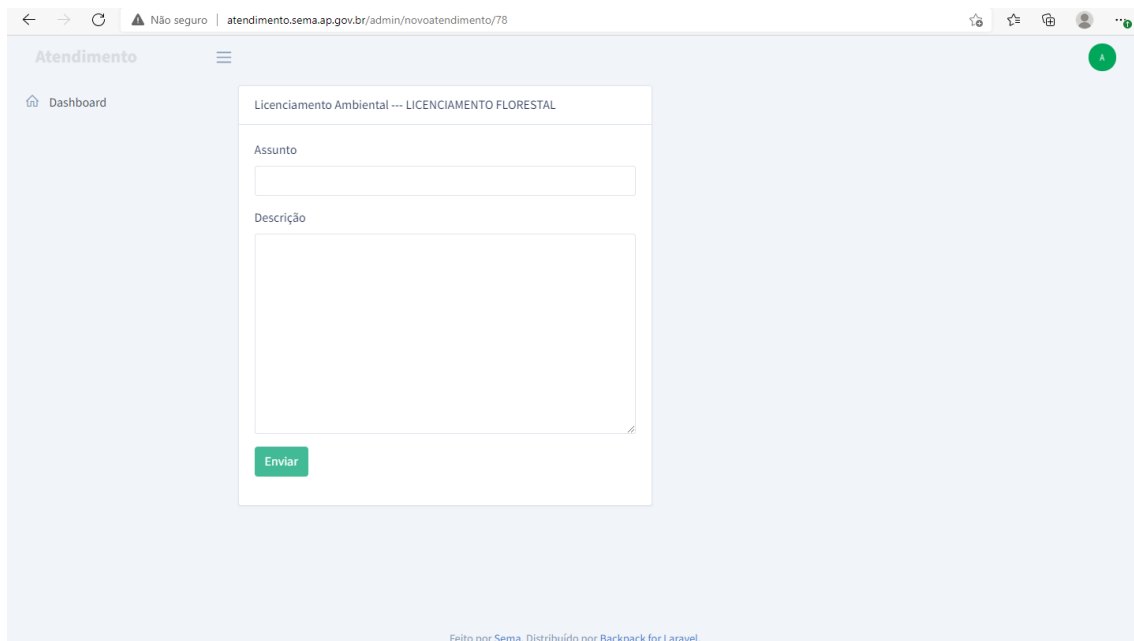 Não seguro | atendimento.sema.ap.gov.br/admin/novoatendimento/78
Atendimento
A
Dashboard
Licenciamento Ambiental --- LICENCIAMENTO FLORESTAL
Assunto
Descrição
Enviar
Feito por Sema. Distribuído por Backpack for Laravel.